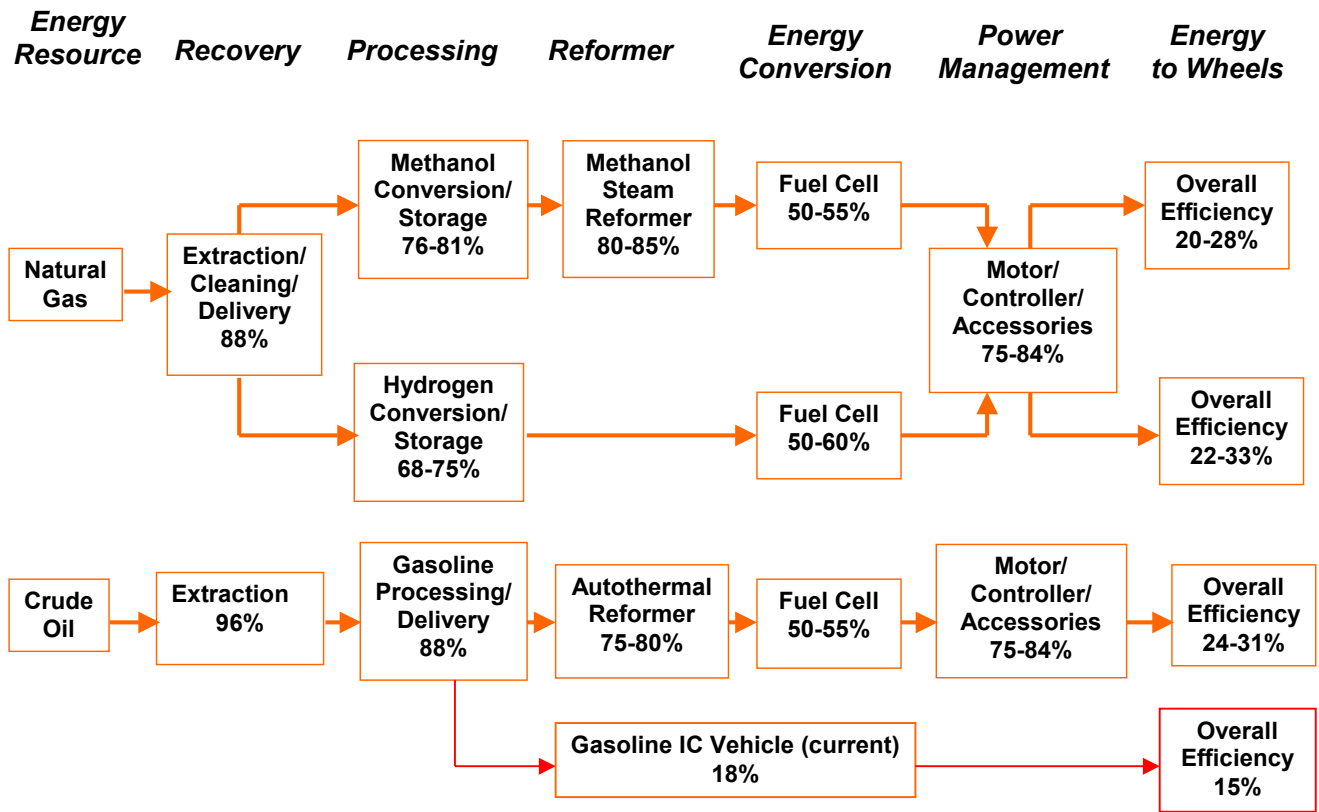 Energy
Resource
Recovery
Processing
Reformer
Energy
Conversion
Power
Management
Energy
to Wheels
Natural
Gas
Extraction/
Cleaning/
Delivery
88%
Methanol
Conversion/
Storage
76-81%
Methanol
Steam
Reformer
80-85%
Fuel Cell
50-55%
Motor/
Controller/
Accessories
75-84%
Overall
Efficiency
20-28%
Hydrogen
Conversion/
Storage
68-75%
Fuel Cell
50-60%
Overall
Efficiency
22-33%
Crude
Oil
Extraction
96%
Gasoline
Processing/
Delivery
88%
Autothermal
Reformer
75-80%
Fuel Cell
50-55%
Motor/
Controller/
Accessories
75-84%
Overall
Efficiency
24-31%
Gasoline IC Vehicle (current)
18%
Overall
Efficiency
15%